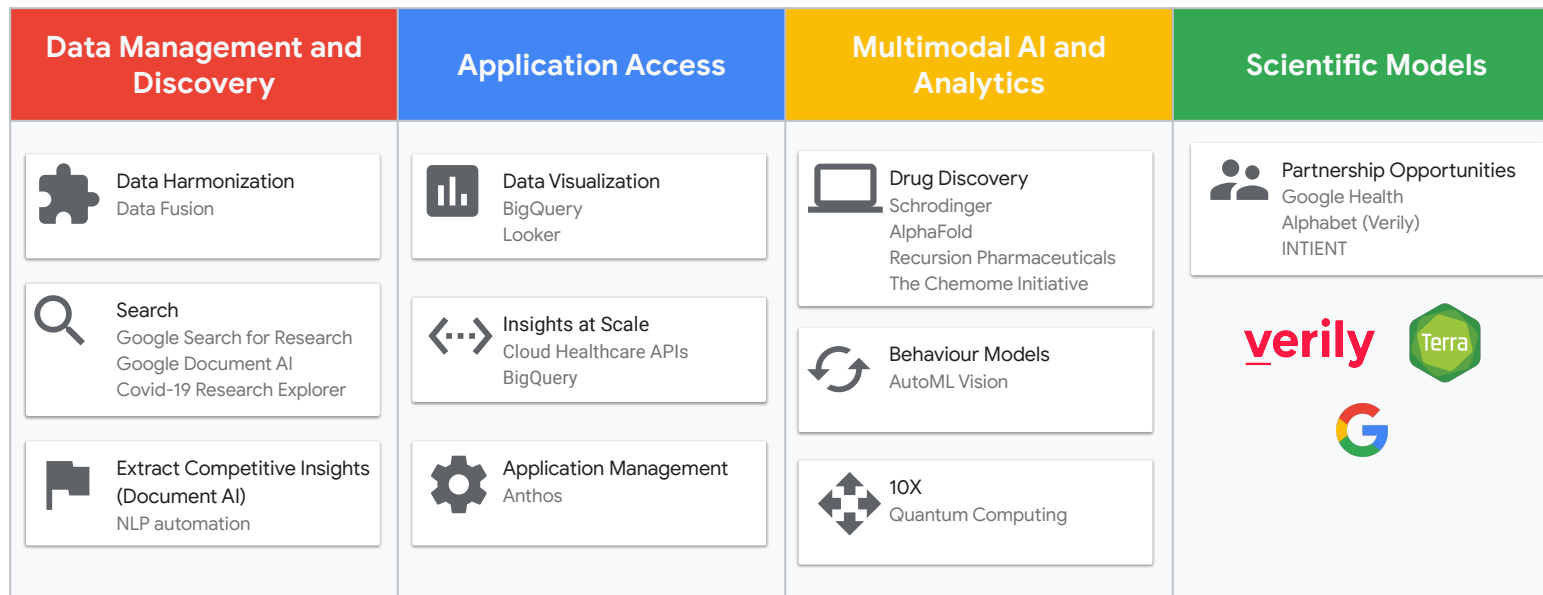 Data Management and
Discovery
Application Access
Multimodal AI and
Analytics
Scientific Models
Data Harmonization
Data Fusion
Search
Google Search for Research
Google Document AI
Covid-19 Research Explorer
Extract Competitive Insights
(Document AI)
NLP automation
Data Visualization
BigQuery
Looker
Insights at Scale
Cloud Healthcare APIs
BigQuery
Application Management
Anthos
Drug Discovery
Schrodinger
AlphaFold
Recursion Pharmaceuticals
The Chemome Initiative
Behaviour Models
AutoML Vision
10X
Quantum Computing
Partnership Opportunities
Google Health
Alphabet (Verily)
INTIENT
verily
Terra
G